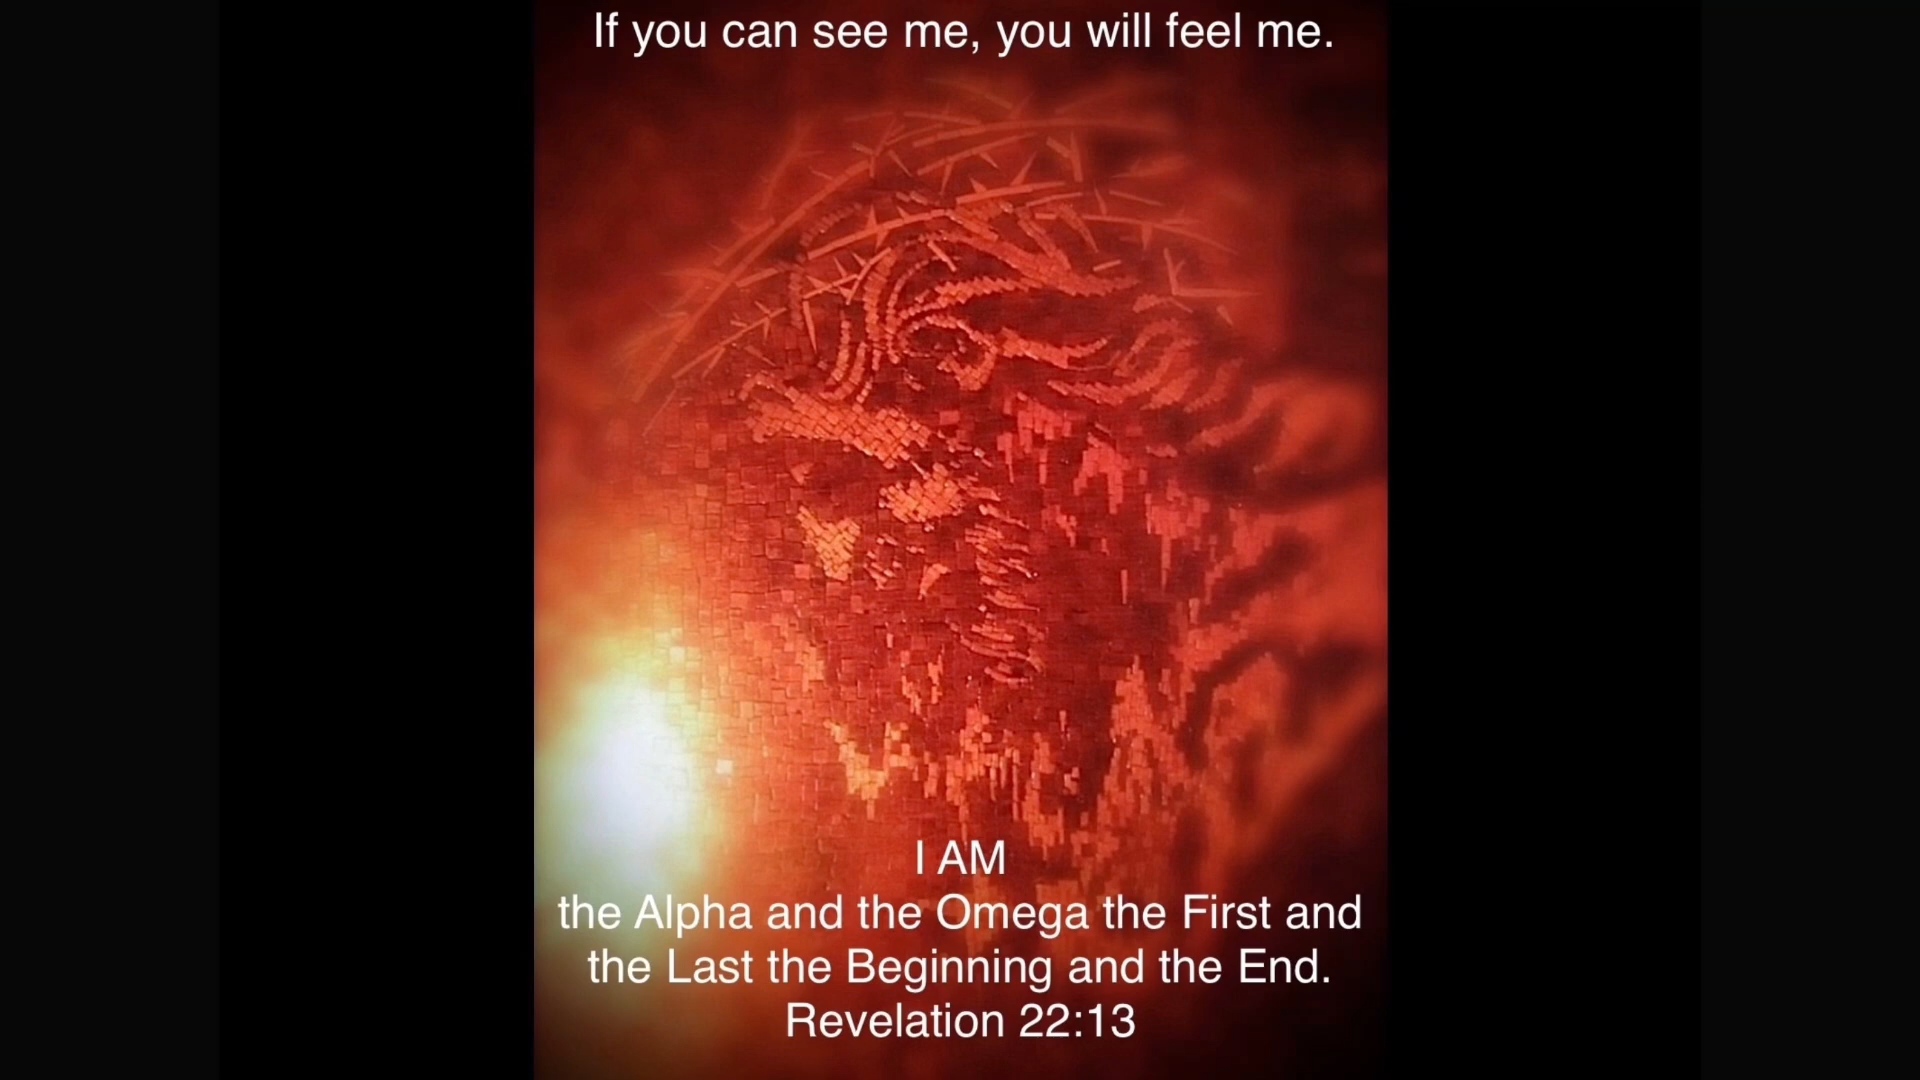 If you can see me, you will feel me.
I AM
the Alpha and the Omega the First and
the Last the Beginning and the End.
Revelation 22:13